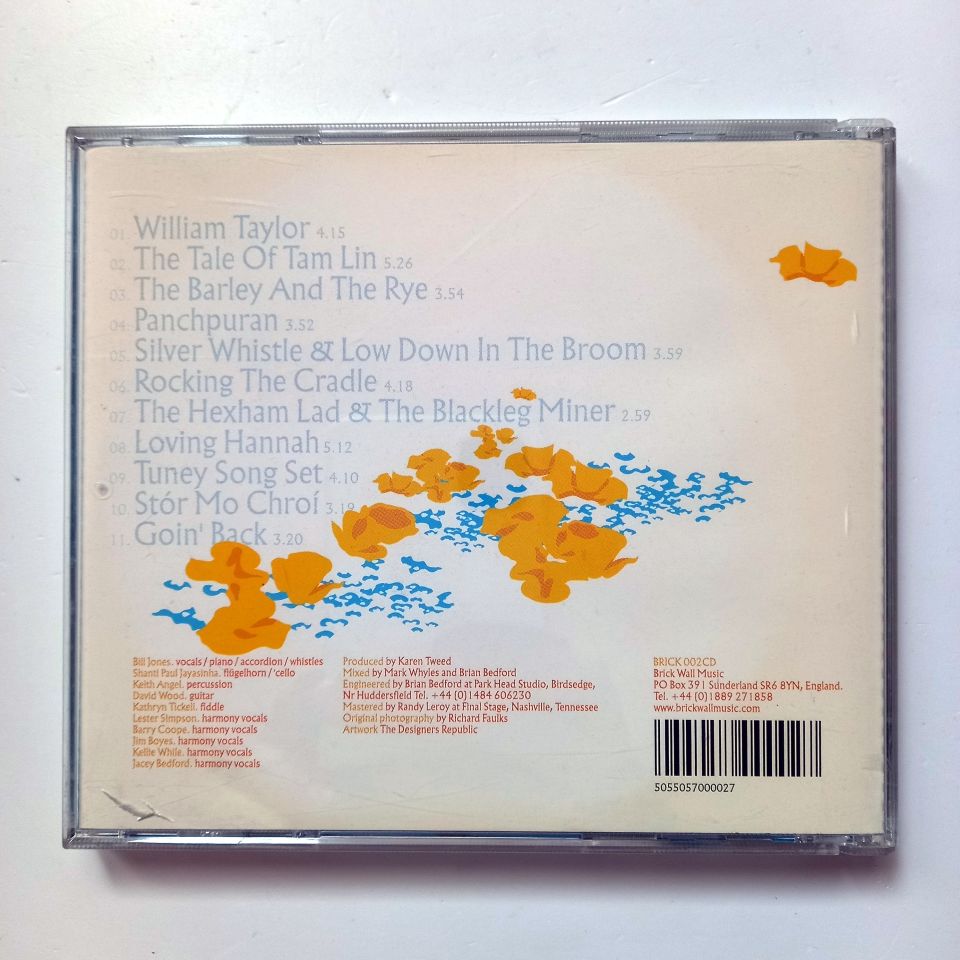 01. William Taylor 4.15
02. The Tale Of Tam Lin 5.26
03. The Barley And The Rye 3.54
04. Panchpuran 3.52
05. Silver Whistle & Low Down In The Broom 3.59
06. Rocking The Cradle 4.18
07. The Hexham Lad & The Blackleg Miner 2.59
08. Loving Hannah 5.12
09. Tuney Song Set 4.10
10. Stór Mo Chroí 3.19
11. Goin' Back 3.20
Bill Jones. vocals / piano / accordion / whistles
Shanti Paul Jayasinha. flügelhorn / 'cello
Keith Angel. percussion
David Wood. guitar
Kathryn Tickell. fiddle
Lester Simpson. harmony vocals
Barry Coope. harmony vocals
Jim Boyes. harmony vocals
Kellie While. harmony vocals
Jacey Bedford. harmony vocals
Produced by Karen Tweed
Mixed by Mark Whyles and Brian Bedford
Engineered by Brian Bedford at Park Head Studio, Birdsedge,
Nr Huddersfield Tel. +44 (0)1484 606230
Mastered by Randy Leroy at Final Stage, Nashville, Tennessee
Original photography by Richard Faulks
Artwork The Designers Republic
BRICK 002CD
Brick Wall Music
PO Box 391 Sunderland SR6 8YN, England.
Tel. +44 (0)1889 271858
www.brickwallmusic.com
5055057000027